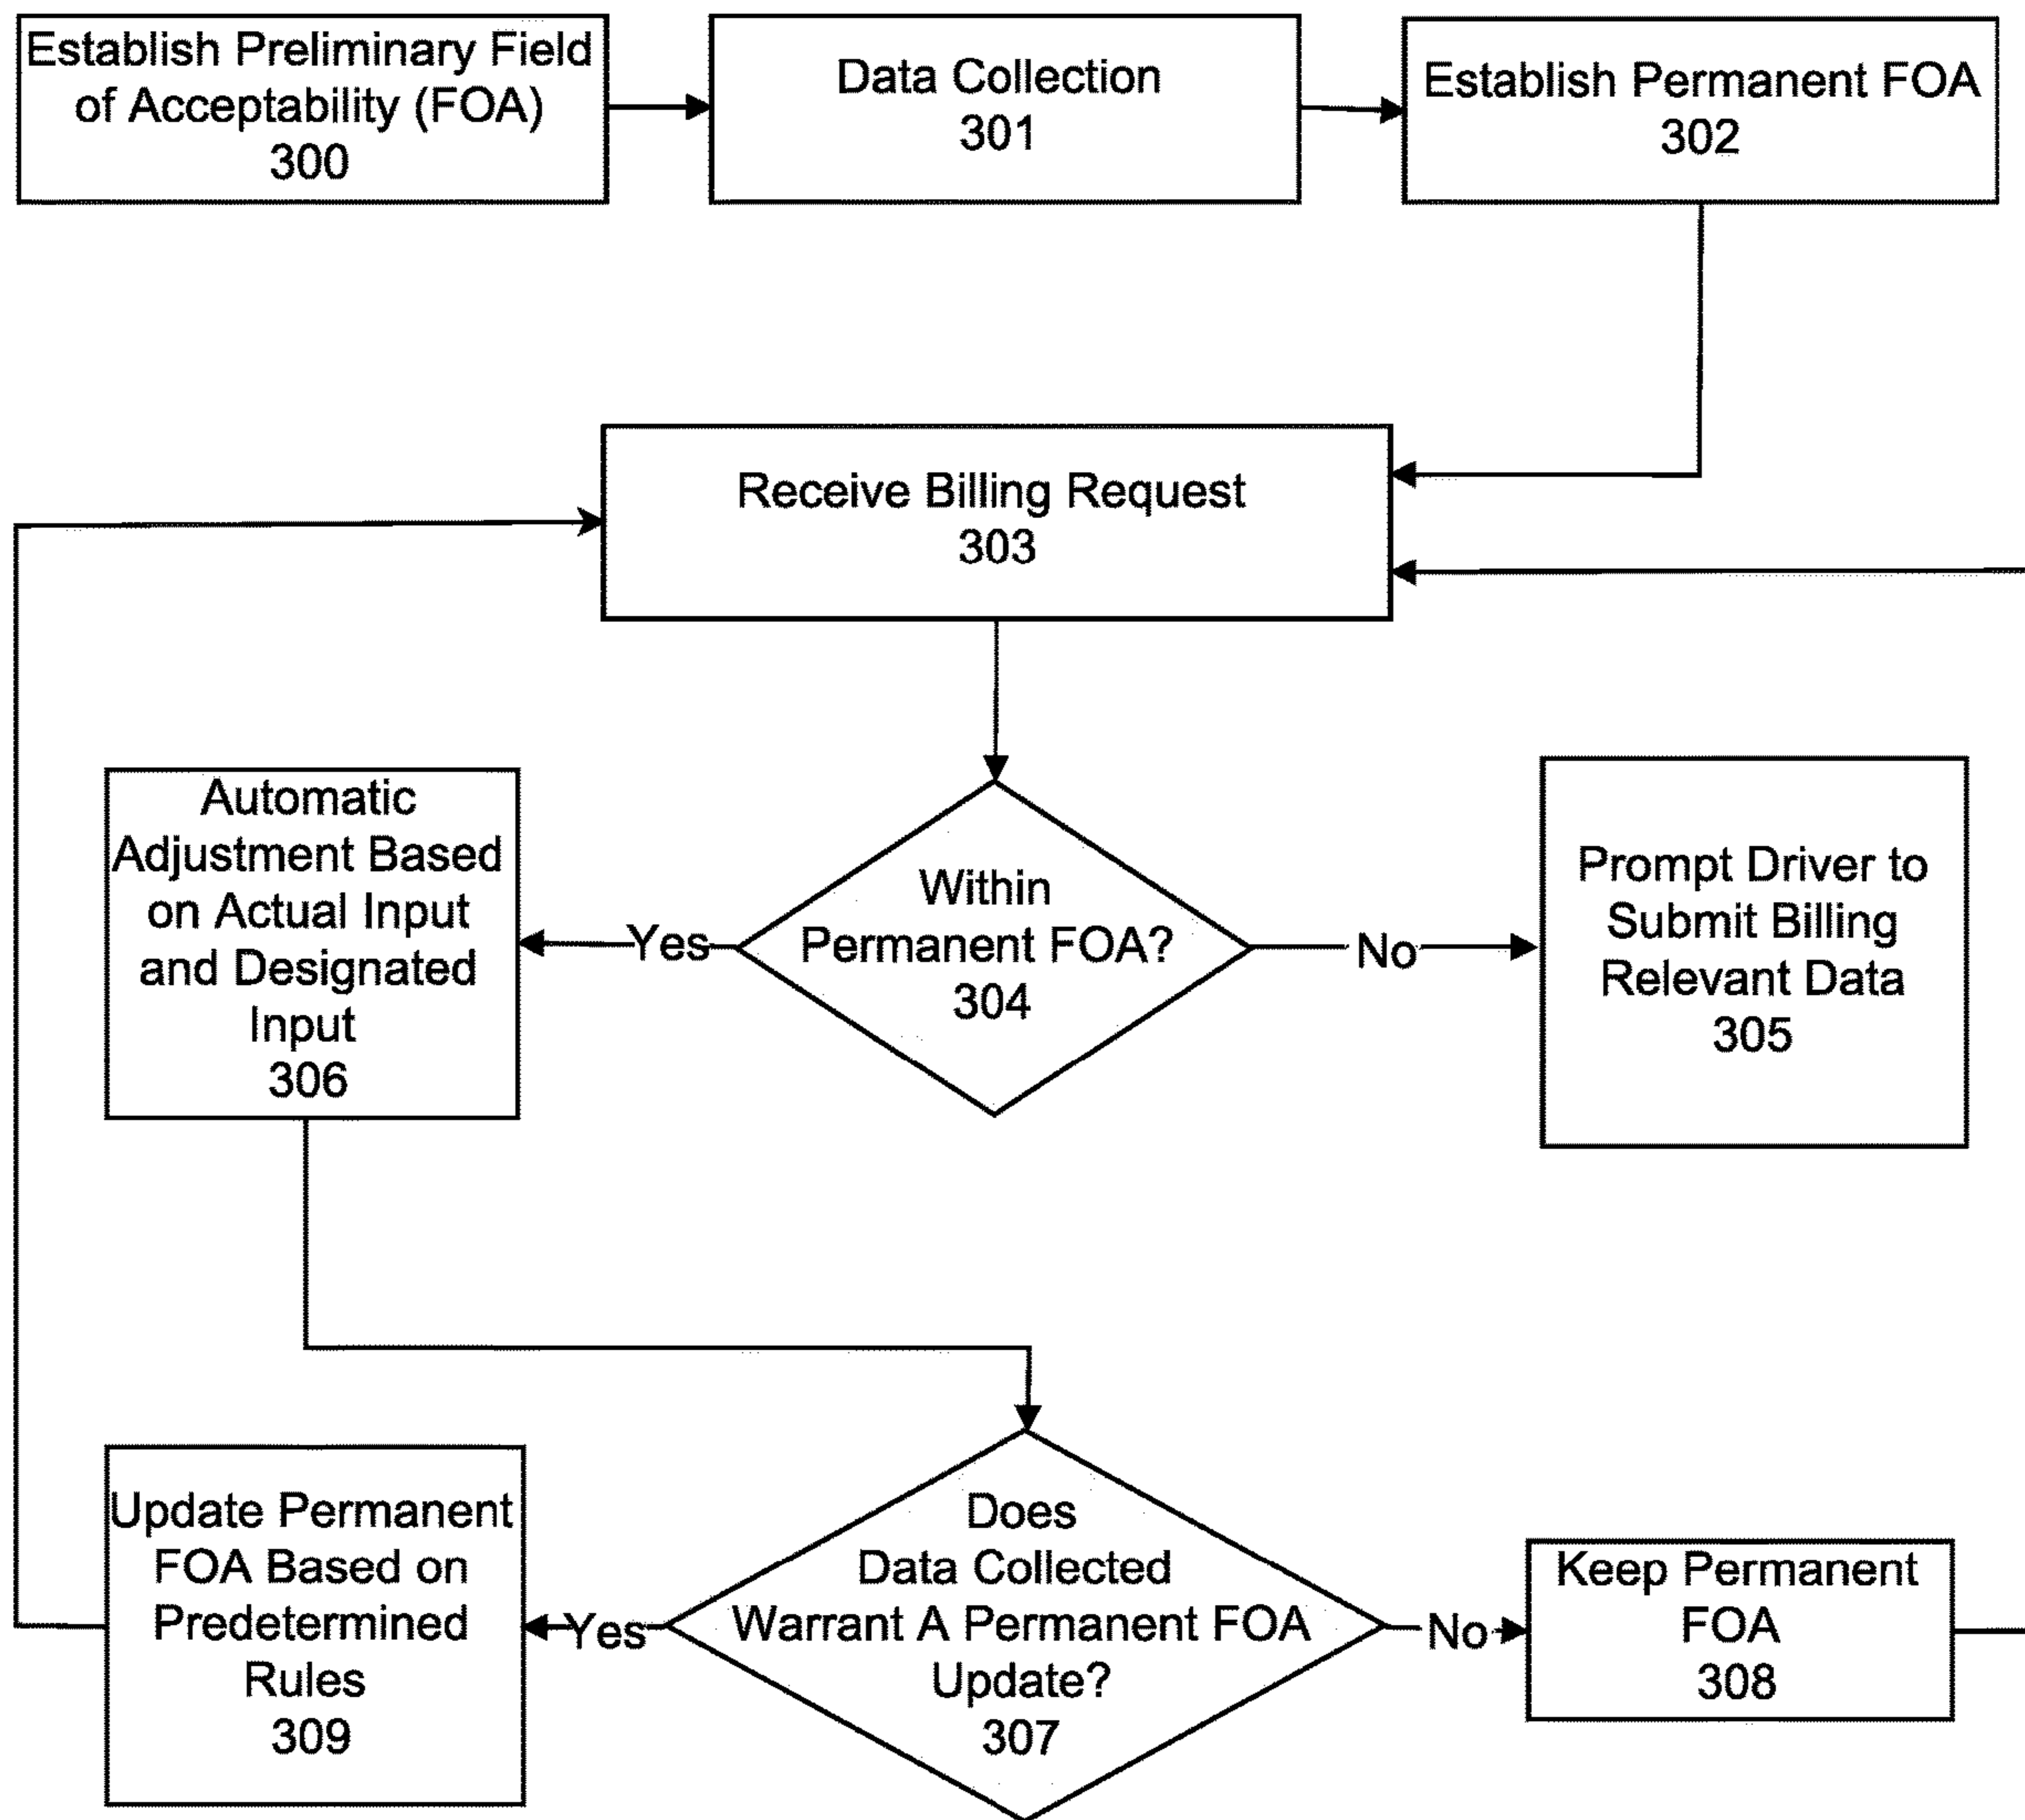 Establish Preliminary Field
of Acceptability (FOA)
300
Data Collection
301
Establish Permanent FOA
302
Receive Billing Request
303
Automatic
Adjustment Based
on Actual Input
and Designated
Input
306
Yes
Within
Permanent FOA?
304
No
Prompt Driver to
Submit Billing
Relevant Data
305
Update Permanent
FOA Based on
Predetermined
Rules
309
Yes
Does
Data Collected
Warrant A Permanent FOA
Update?
307
No
Keep Permanent
FOA
308